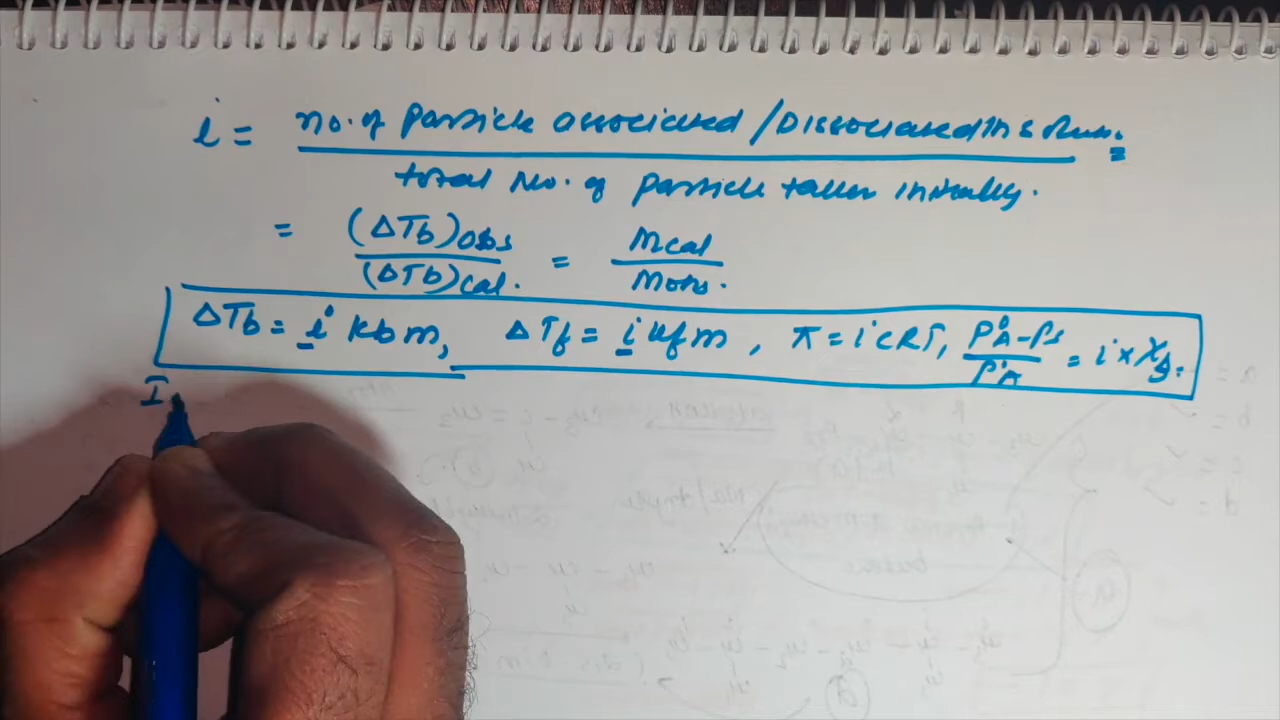 i = no. of particle associated / Dissociated in soln.
total No. of particle taken initially.
= (ΔTb)obs / (ΔTb)cal. = Mcal / Mobs.
ΔTb = i kb m, ΔTf = i kf m, π = i CRT, P°A - Ps / P°A = i × XB.
I